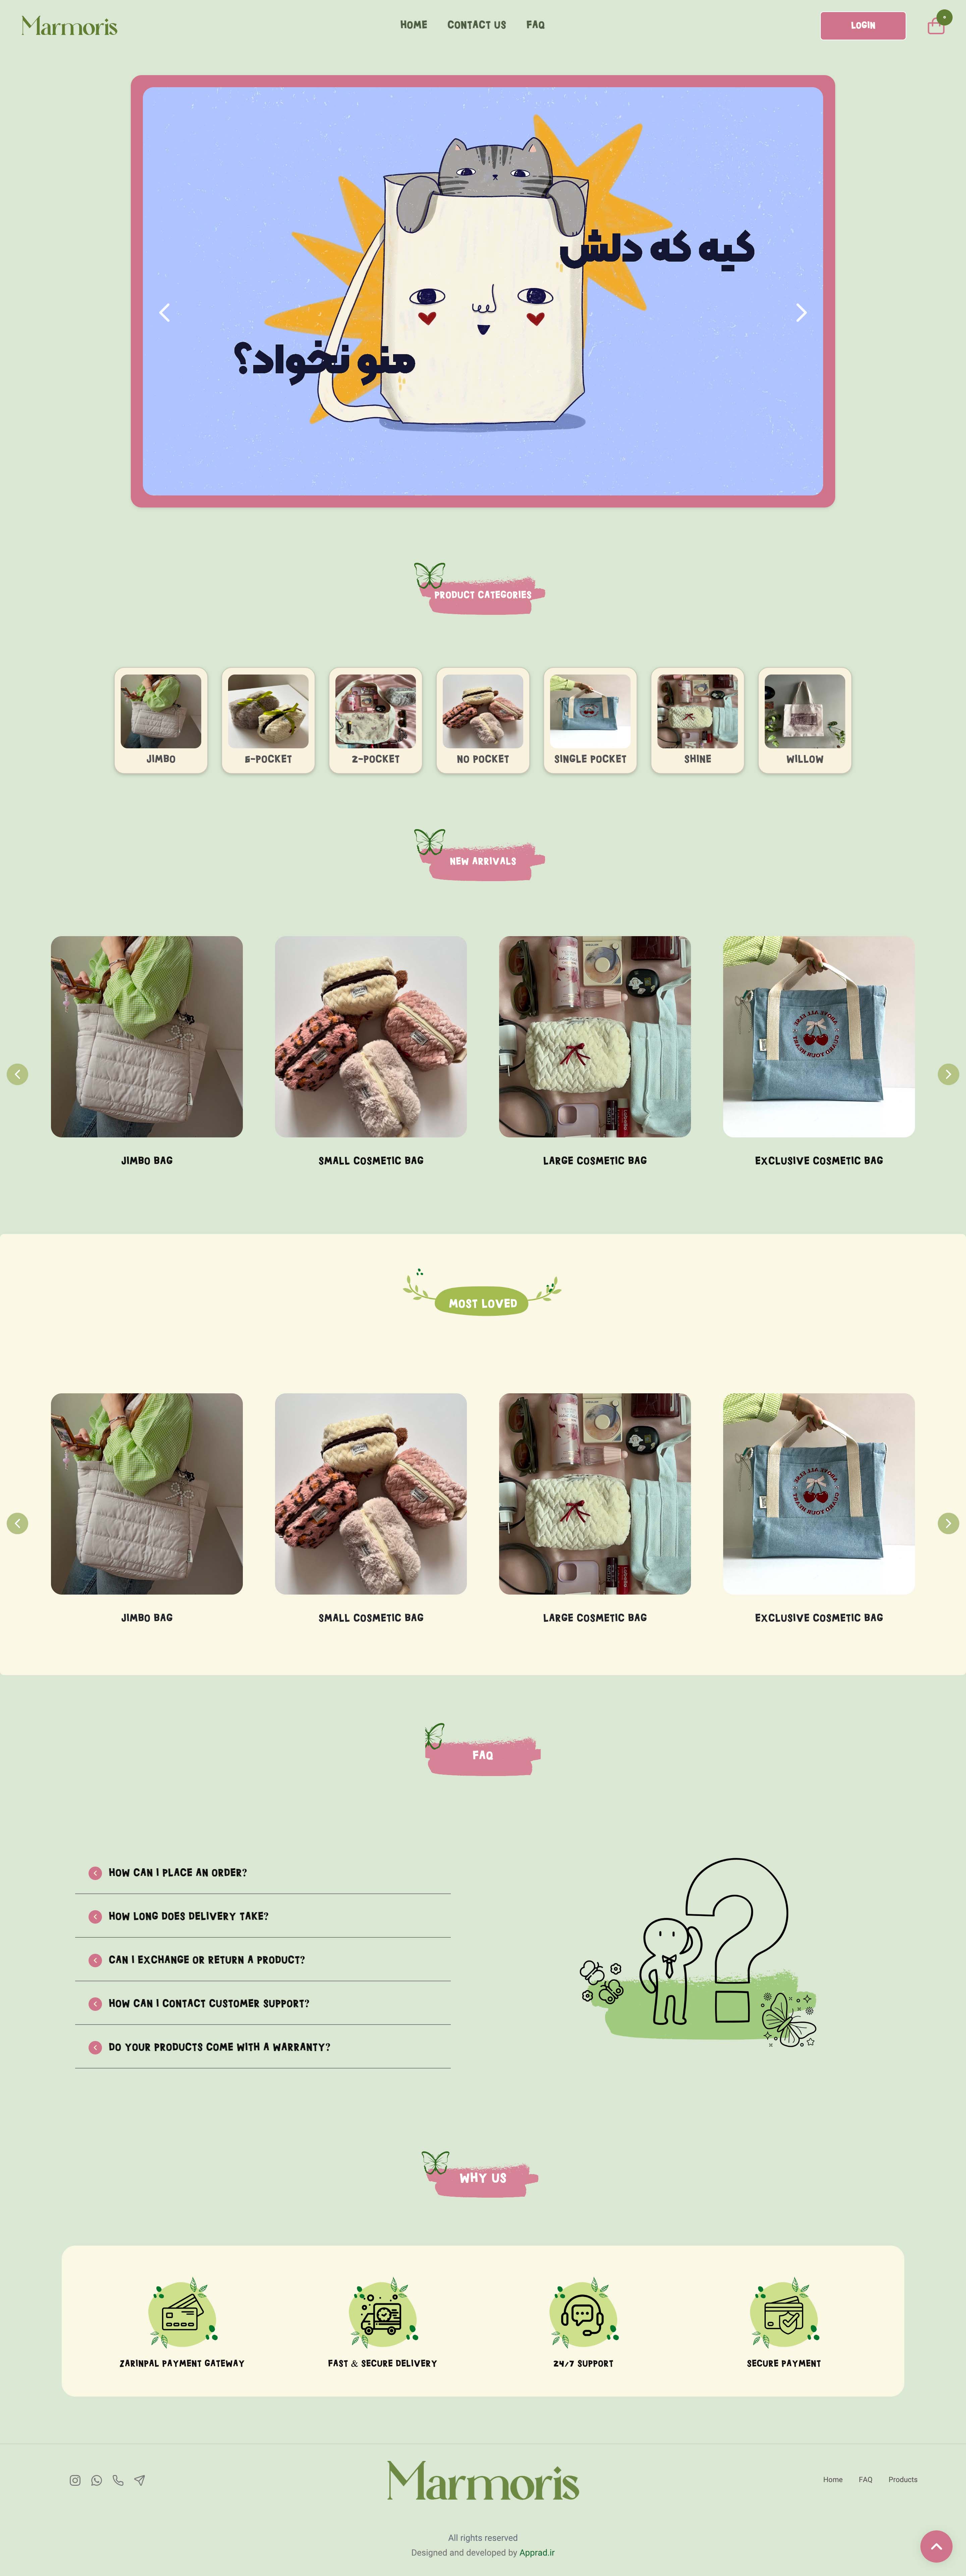 Marmoris
HOME CONTACT US FAQ
LOGIN
کیه که دلش
منو نخواد؟
PRODUCT CATEGORIES
JIMBO
6-POCKET
2-POCKET
NO POCKET
SINGLE POCKET
SHINE
WILLOW
NEW ARRIVALS
JIMBO BAG
SMALL COSMETIC BAG
LARGE COSMETIC BAG
EXCLUSIVE COSMETIC BAG
MOST LOVED
JIMBO BAG
SMALL COSMETIC BAG
LARGE COSMETIC BAG
EXCLUSIVE COSMETIC BAG
FAQ
HOW CAN I PLACE AN ORDER?
HOW LONG DOES DELIVERY TAKE?
CAN I EXCHANGE OR RETURN A PRODUCT?
HOW CAN I CONTACT CUSTOMER SUPPORT?
DO YOUR PRODUCTS COME WITH A WARRANTY?
WHY US
ZARINPAL PAYMENT GATEWAY
FAST & SECURE DELIVERY
24/7 SUPPORT
SECURE PAYMENT
Marmoris
Home FAQ Products
All rights reserved
Designed and developed by Apprad.ir